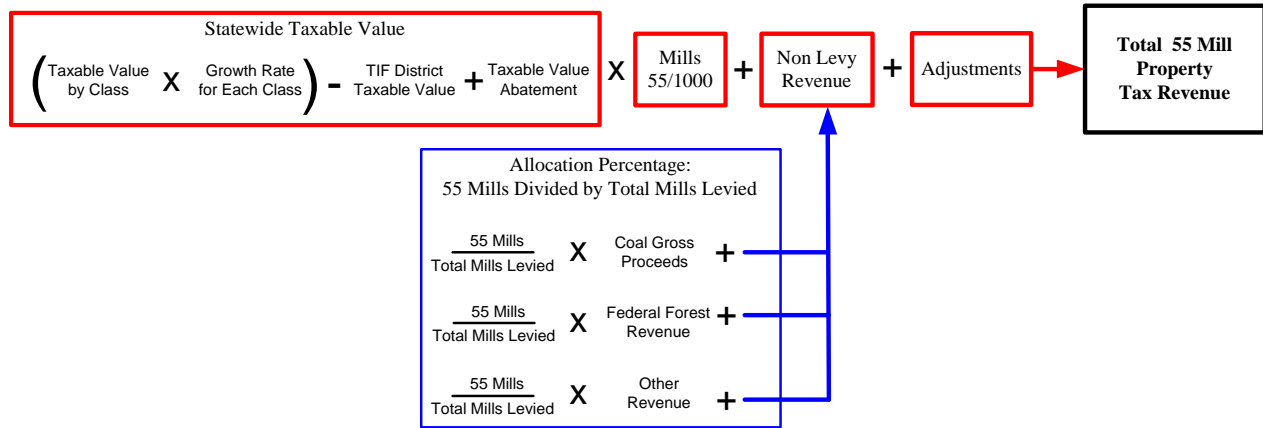 Statewide Taxable Value
( Taxable Value by Class X Growth Rate for Each Class ) - TIF District Taxable Value + Taxable Value Abatement X Mills 55/1000 + Non Levy Revenue + Adjustments
Total 55 Mill
Property
Tax Revenue
Allocation Percentage:
55 Mills Divided by Total Mills Levied
55 Mills
Total Mills Levied
X
Coal Gross
Proceeds
+
55 Mills
Total Mills Levied
X
Federal Forest
Revenue
+
55 Mills
Total Mills Levied
X
Other
Revenue
+